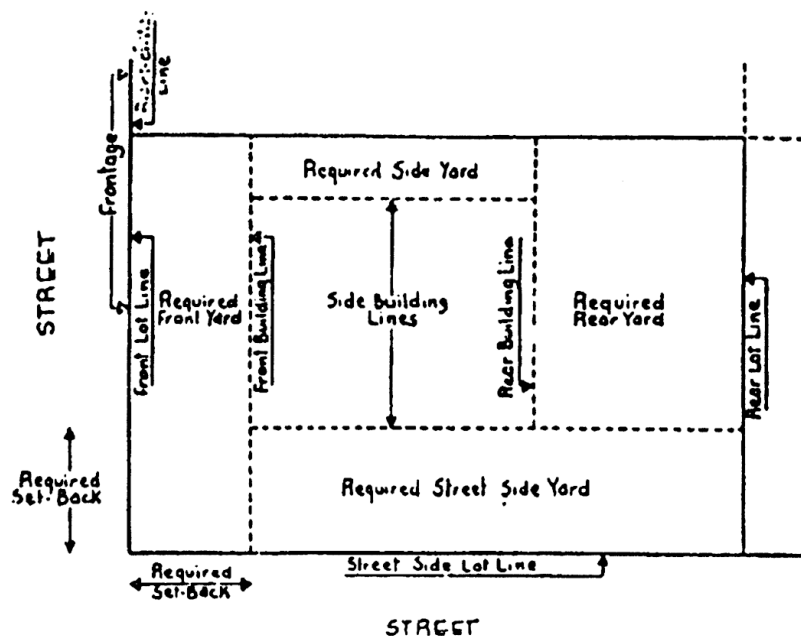 Line
Frontage
Required Side Yard
STREET
Front Lot Line
Required
Front Yard
Front Building Line
Side Building
Lines
Rear Building Line
Required
Rear Yard
Rear Lot Line
Required
Set-Back
Required Street Side Yard
Required
Set-Back
Street Side Lot Line
STREET